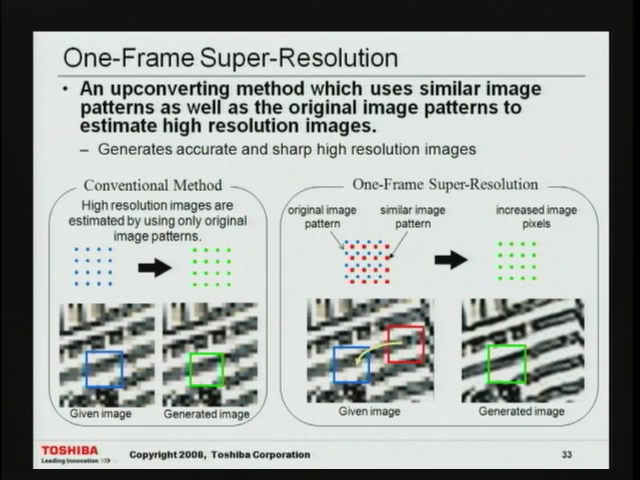 One-Frame Super-Resolution
• An upconverting method which uses similar image
patterns as well as the original image patterns to
estimate high resolution images.
– Generates accurate and sharp high resolution images
Conventional Method
High resolution images are
estimated by using only original
image patterns.
Given image
Generated image
One-Frame Super-Resolution
original image
pattern
similar image
pattern
increased image
pixels
Given image
Generated image
TOSHIBA
Leading Innovation >>>
Copyright 2008, Toshiba Corporation
33